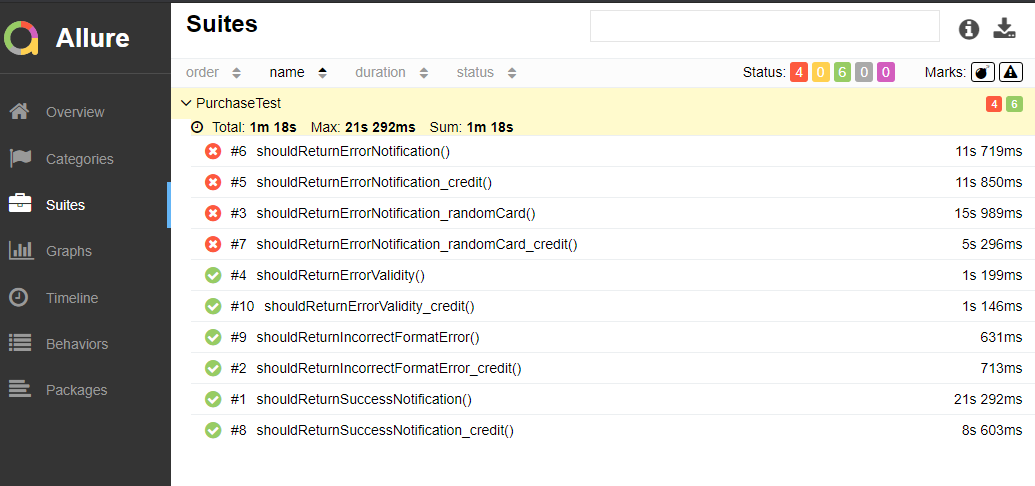 Allure
Overview
Categories
Suites
Graphs
Timeline
Behaviors
Packages
Suites
order name duration status Status: 4 0 6 0 0 Marks:
PurchaseTest 4 6
Total: 1m 18s Max: 21s 292ms Sum: 1m 18s
#6 shouldReturnErrorNotification() 11s 719ms
#5 shouldReturnErrorNotification_credit() 11s 850ms
#3 shouldReturnErrorNotification_randomCard() 15s 989ms
#7 shouldReturnErrorNotification_randomCard_credit() 5s 296ms
#4 shouldReturnErrorValidity() 1s 199ms
#10 shouldReturnErrorValidity_credit() 1s 146ms
#9 shouldReturnIncorrectFormatError() 631ms
#2 shouldReturnIncorrectFormatError_credit() 713ms
#1 shouldReturnSuccessNotification() 21s 292ms
#8 shouldReturnSuccessNotification_credit() 8s 603ms